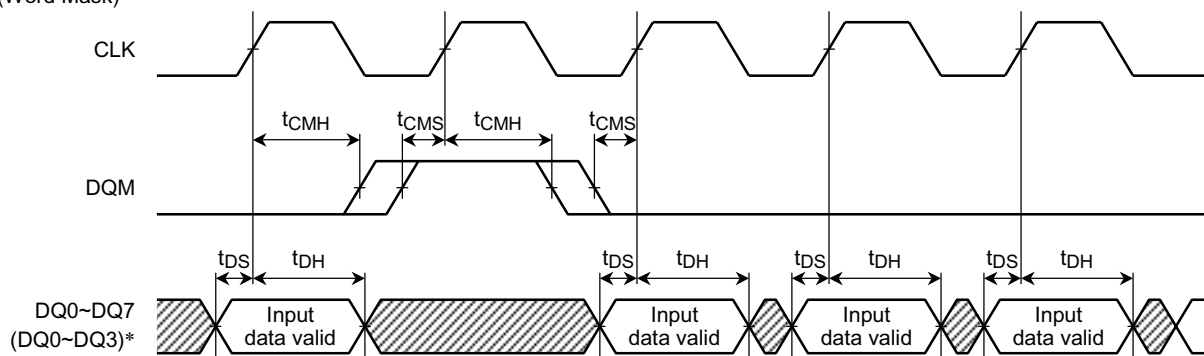 (Word Mask)
CLK
tCMH tCMS tCMH tCMS
DQM
tDS tDH tDS tDH tDS tDH tDS tDH
DQ0~DQ7
(DQ0~DQ3)*
Input
data valid
Input
data valid
Input
data valid
Input
data valid